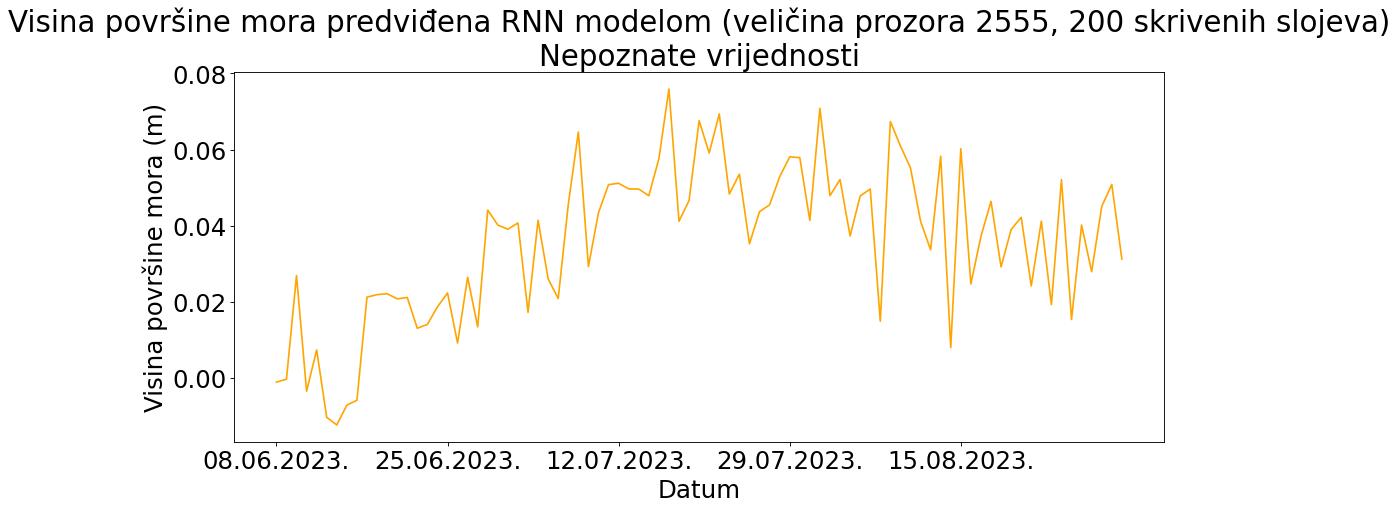 Visina površine mora predviđena RNN modelom (veličina prozora 2555, 200 skrivenih slojeva)
Nepoznate vrijednosti
Visina površine mora (m)
0.08
0.06
0.04
0.02
0.00
08.06.2023.
25.06.2023.
12.07.2023.
29.07.2023.
15.08.2023.
Datum